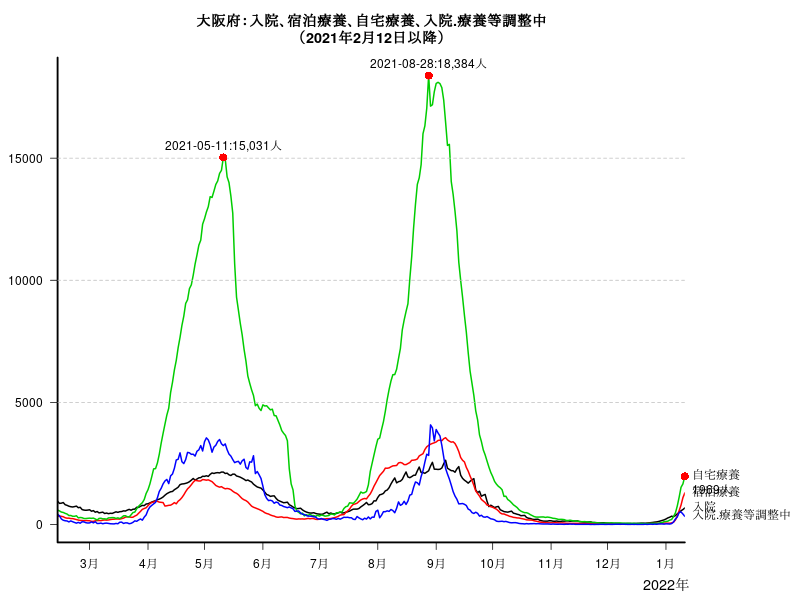 大阪府：入院、宿泊療養、自宅療養、入院.療養等調整中
（2021年2月12日以降）
2021-08-28:18,384人
2021-05-11:15,031人
15000
10000
5000
0
自宅療養
宿泊療養
入院
入院.療養等調整中
3月 4月 5月 6月 7月 8月 9月 10月 11月 12月 1月
2022年